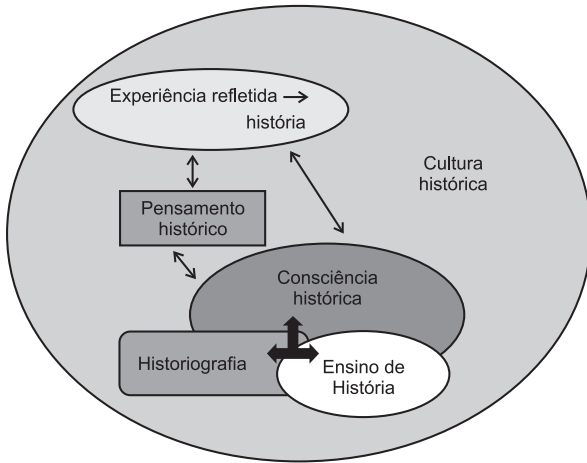 Experiência refletida →
história
Cultura
histórica
Pensamento
histórico
Consciência
histórica
Historiografia
Ensino de
História